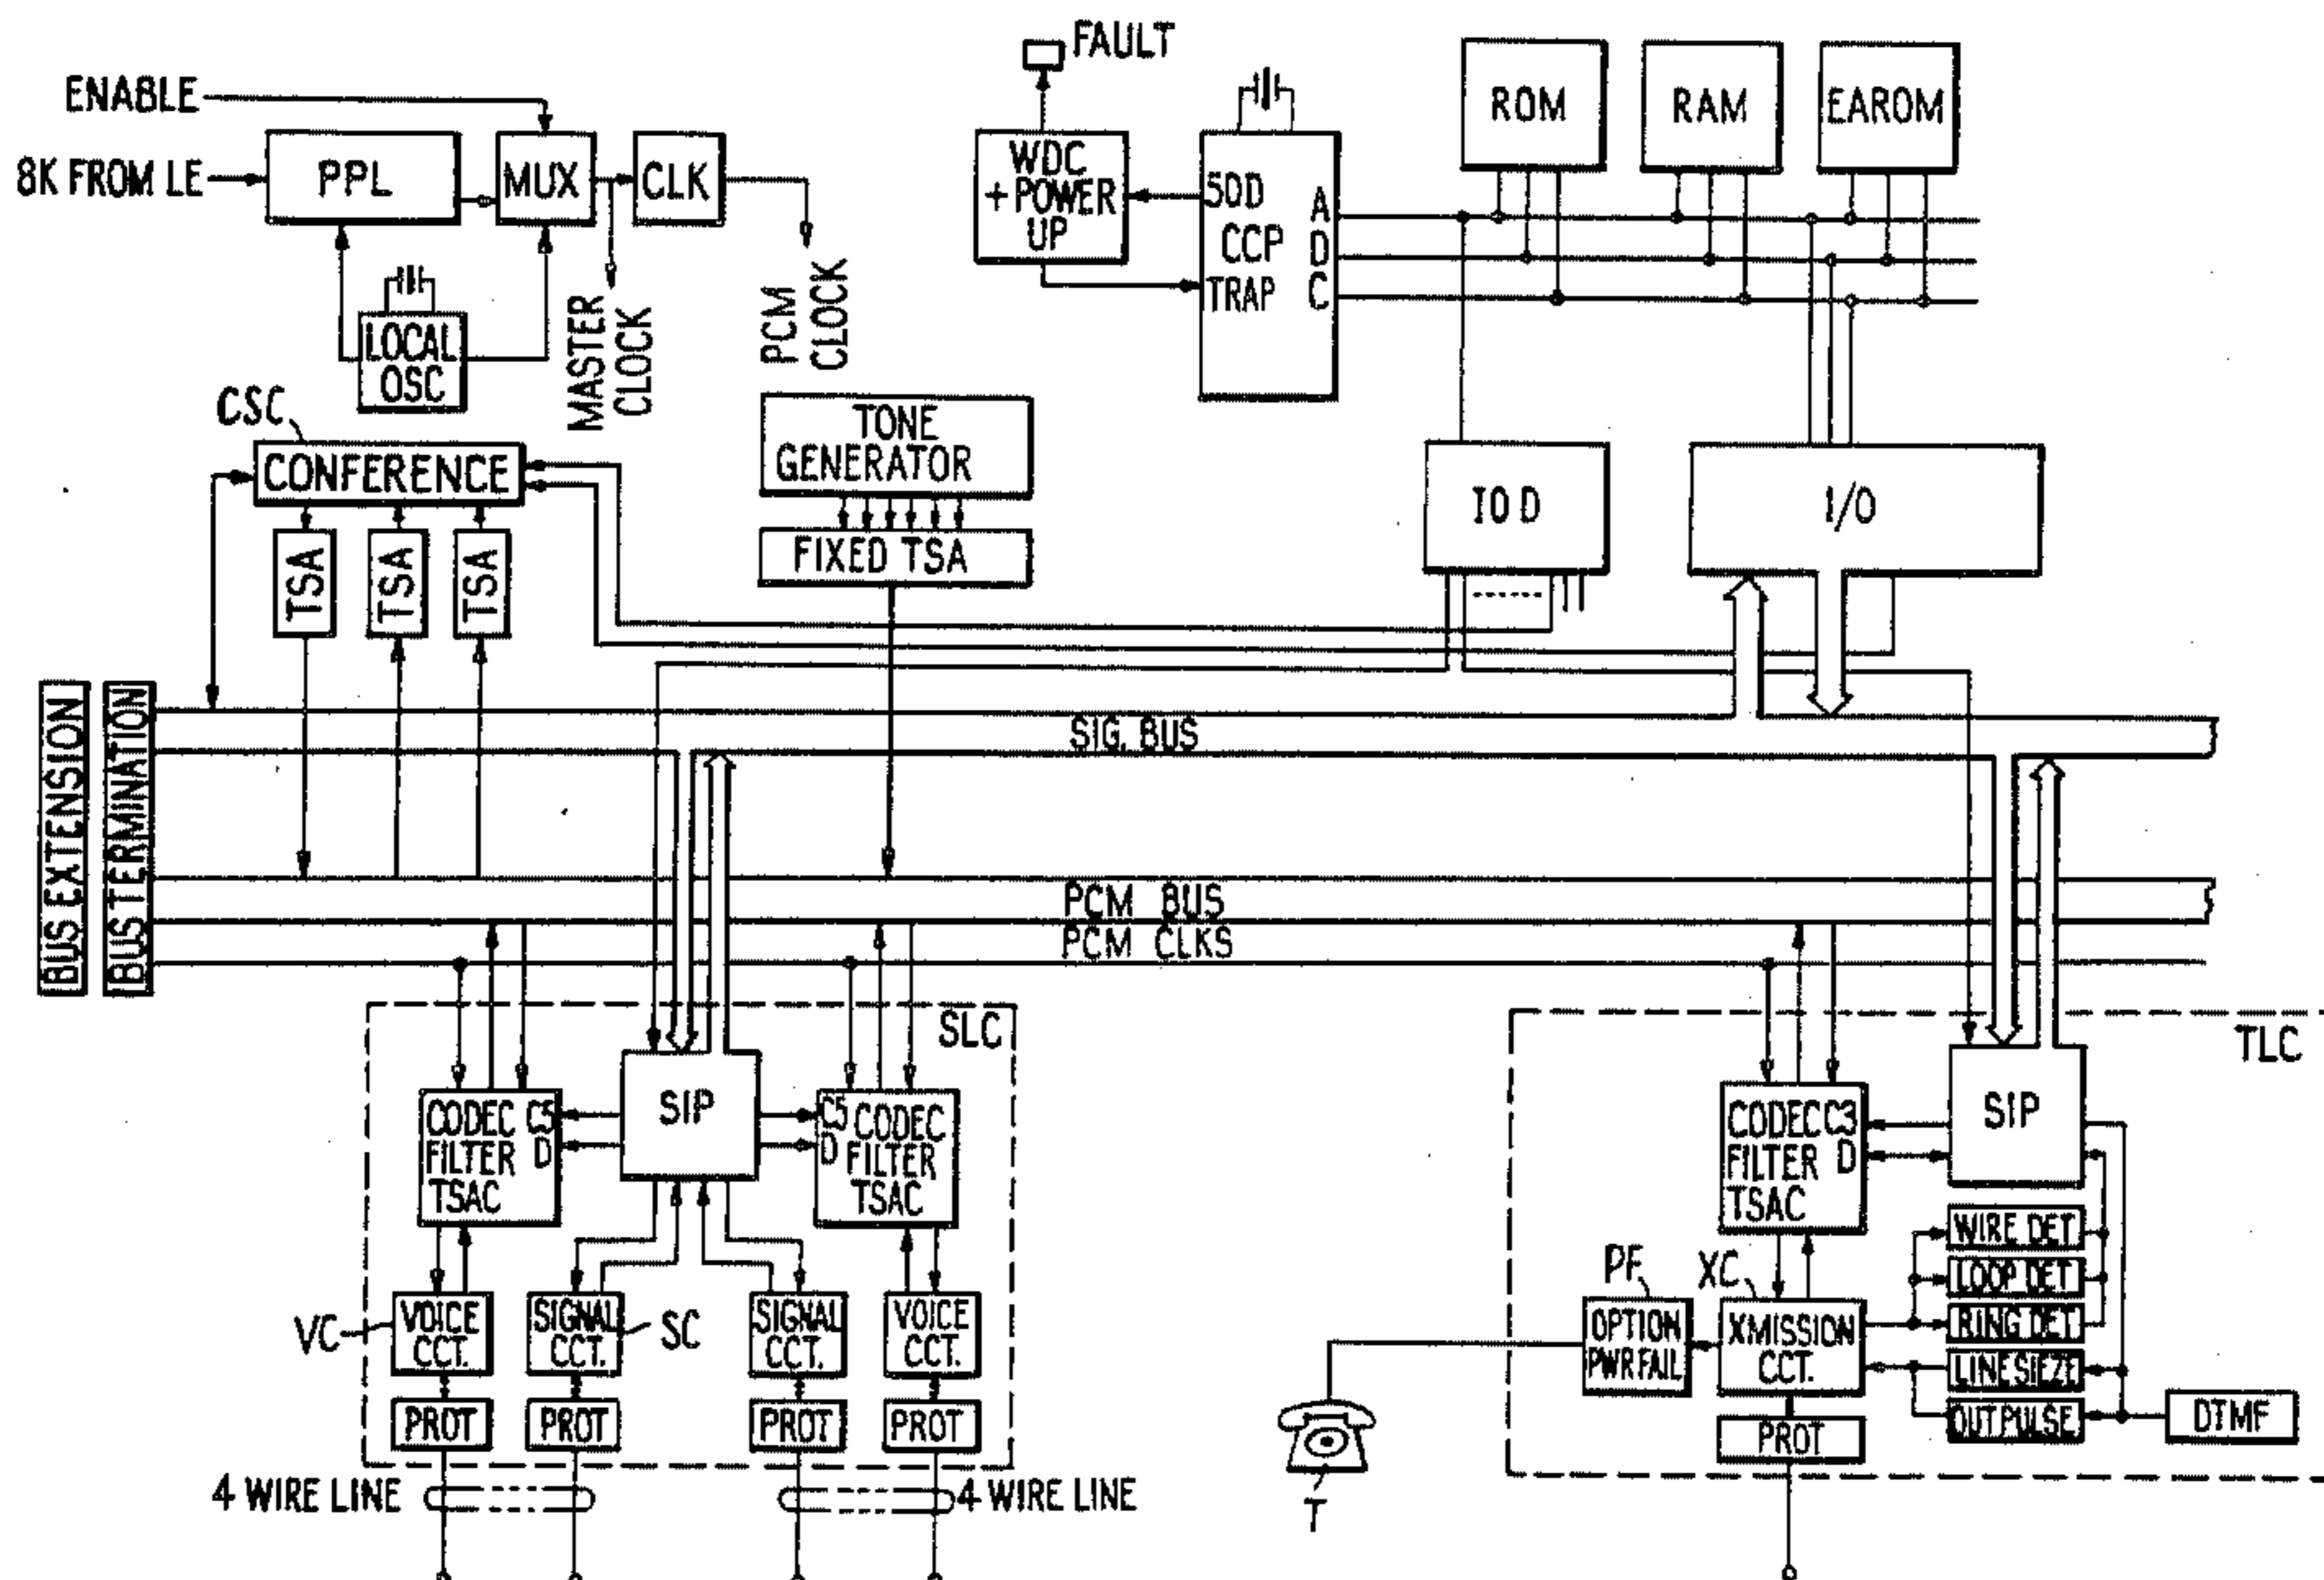 FAULT
ENABLE
8K FROM LE
PPL
MUX
CLK
LOCAL
OSC
MASTER
CLOCK
PCM
CLOCK
WDC
+POWER
UP
SOD
CCP
TRAP
A
D
C
ROM
RAM
EAROM
CSC
CONFERENCE
TSA
TSA
TSA
TONE
GENERATOR
FIXED TSA
IOD
I/O
BUS EXTENSION
BUS TERMINATION
SIG. BUS
PCM BUS
PCM CLKS
SLC
CODEC CS
FILTER D
TSAC
SIP
CS CODEC
D FILTER
TSAC
VC
VOICE
CCT.
SIGNAL
CCT.
SC
SIGNAL
CCT.
VOICE
CCT.
PROT
PROT
PROT
PROT
4 WIRE LINE
4 WIRE LINE
TLC
CODEC C3
FILTER D
TSAC
SIP
WIRE DET
LOOP DET
RING DET
LINE SIEZE
OUTPULSE
DTMF
PF
OPTION
PWR FAIL
XC
XMISSION
CCT.
PROT
T